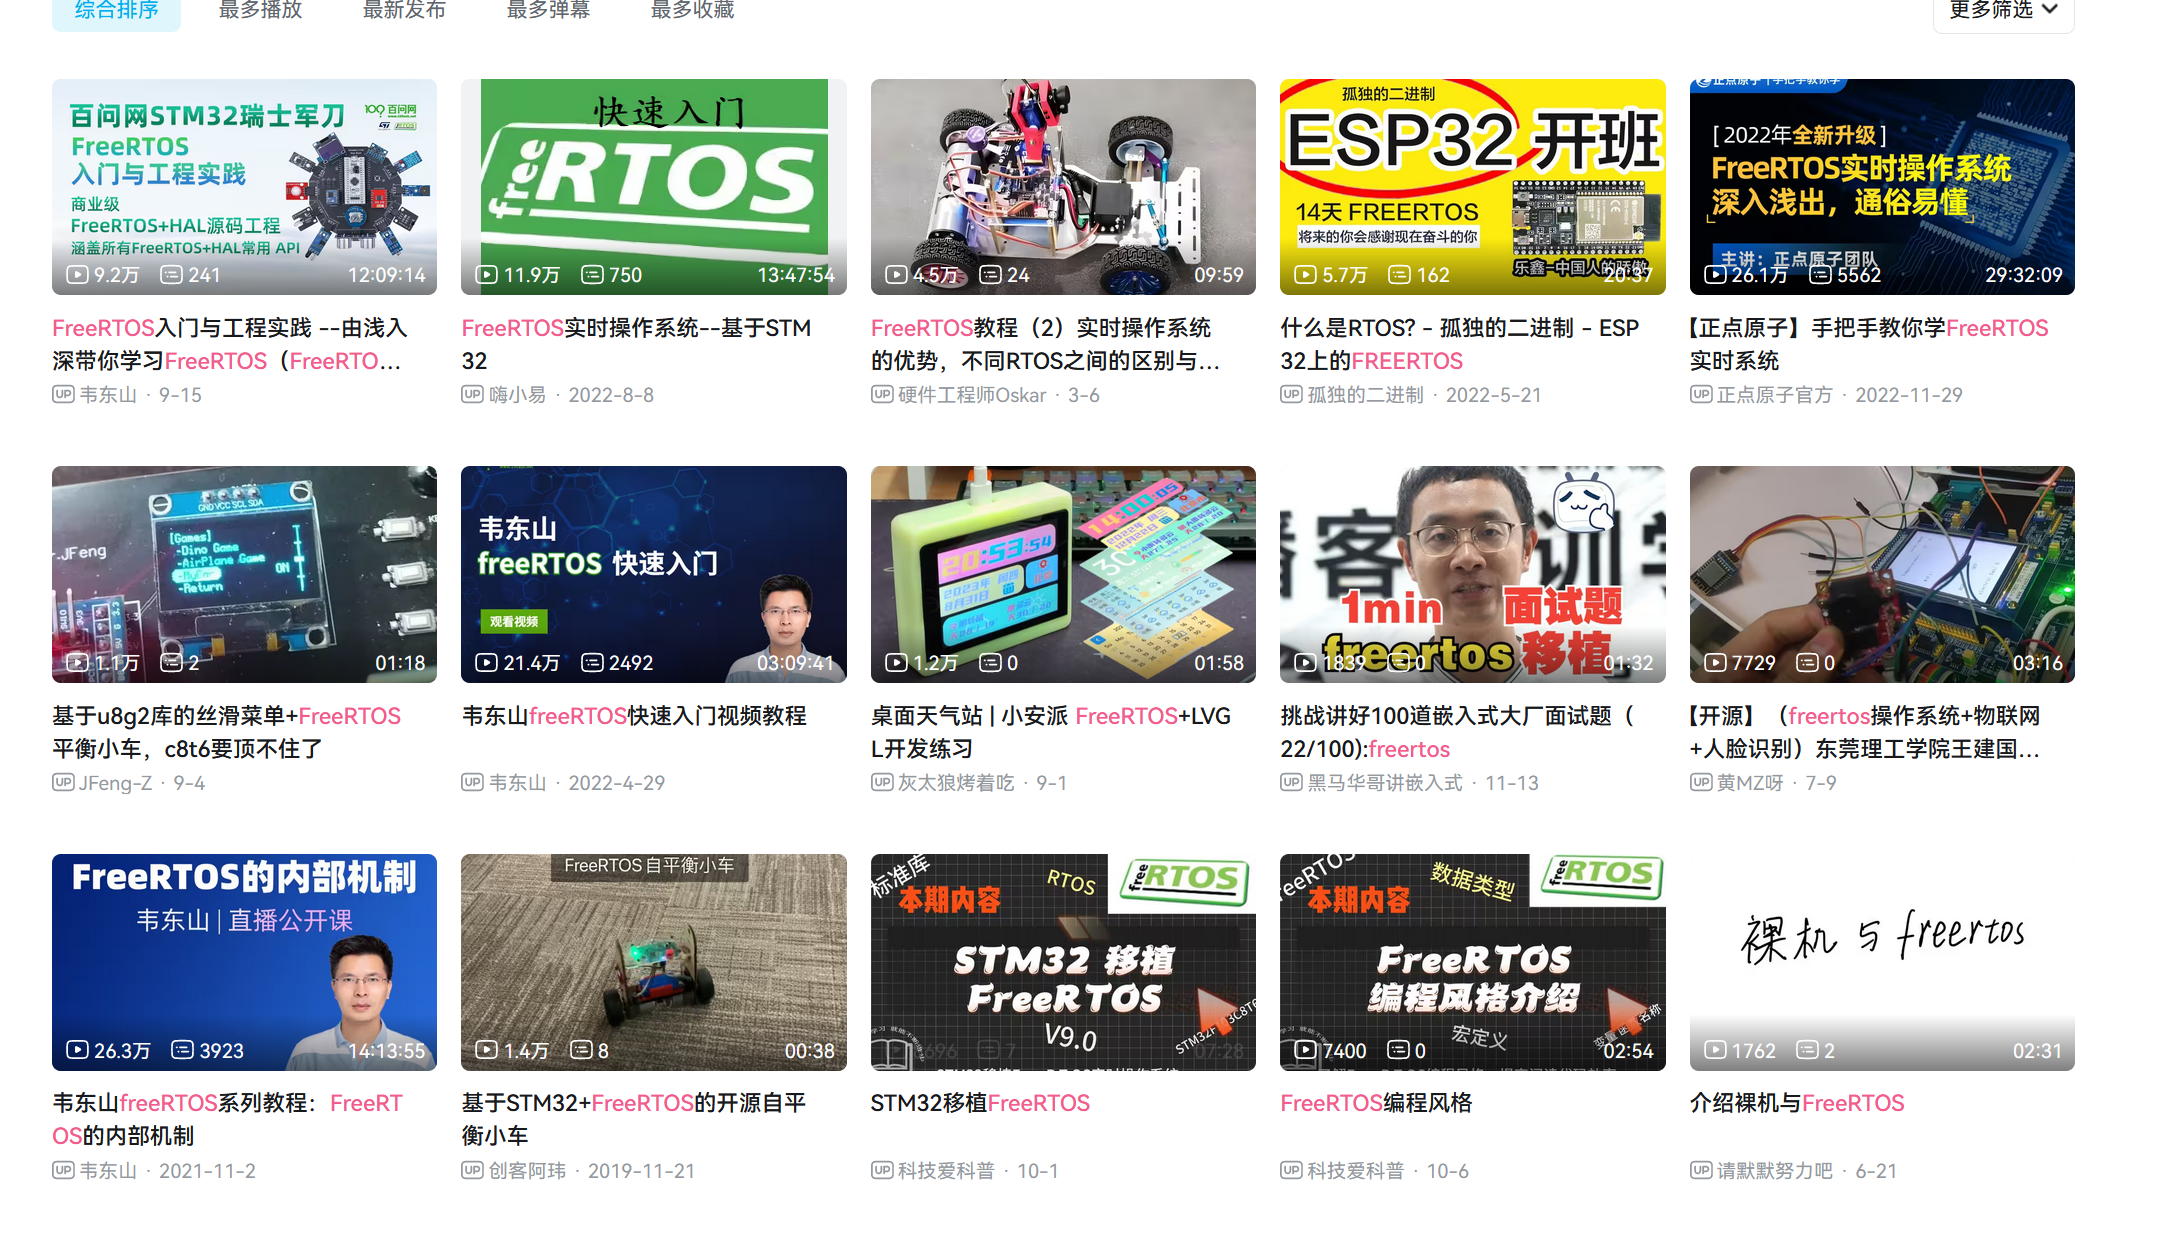 综合排序
最多播放
最新发布
最多弹幕
最多收藏
更多筛选
百问网STM32瑞士军刀
100 百问网
FreeRTOS
入门与工程实践
商业级
FreeRTOS+HAL源码工程
涵盖所有FreeRTOS+HAL常用 API
9.2万 241 12:09:14
FreeRTOS入门与工程实践 --由浅入
深带你学习FreeRTOS（FreeRTO...
UP 韦东山 · 9-15
快速入门
free RTOS
11.9万 750 13:47:54
FreeRTOS实时操作系统--基于STM
32
UP 嗨小易 · 2022-8-8
4.5万 24 09:59
FreeRTOS教程（2）实时操作系统
的优势，不同RTOS之间的区别与...
UP 硬件工程师Oskar · 3-6
孤独的二进制
ESP32 开班
14天 FREERTOS
将来的你会感谢现在奋斗的你
乐鑫-中国人的骄傲
5.7万 162 20:37
什么是RTOS? - 孤独的二进制 - ESP
32上的FREERTOS
UP 孤独的二进制 · 2022-5-21
正点原子 手把手教你学
[ 2022年全新升级 ]
FreeRTOS实时操作系统
深入浅出，通俗易懂
主讲：正点原子团队
26.1万 5562 29:32:09
【正点原子】手把手教你学FreeRTOS
实时系统
UP 正点原子官方 · 2022-11-29
GND VCC SCL SDA
[Games]
-Dino Game
-AirPlane Game
ON
-Return
JFeng
1.1万 2 01:18
基于u8g2库的丝滑菜单+FreeRTOS
平衡小车，c8t6要顶不住了
UP JFeng-Z · 9-4
韦东山
freeRTOS 快速入门
观看视频
21.4万 2492 03:09:41
韦东山freeRTOS快速入门视频教程
UP 韦东山 · 2022-4-29
20:53:54
14:00:05
1.2万 0 01:58
桌面天气站 | 小安派 FreeRTOS+LVG
L开发练习
UP 灰太狼烤着吃 · 9-1
1min 面试题
freertos 移植
1839 0 01:32
挑战讲好100道嵌入式大厂面试题（
22/100):freertos
UP 黑马华哥讲嵌入式 · 11-13
7729 0 03:16
【开源】（freertos操作系统+物联网
+人脸识别）东莞理工学院王建国...
UP 黄MZ呀 · 7-9
FreeRTOS的内部机制
韦东山 | 直播公开课
26.3万 3923 14:13:55
韦东山freeRTOS系列教程：FreeRT
OS的内部机制
UP 韦东山 · 2021-11-2
FreeRTOS 自平衡小车
1.4万 8 00:38
基于STM32+FreeRTOS的开源自平
衡小车
UP 创客阿玮 · 2019-11-21
标准库
本期内容
RTOS
free RTOS
STM32 移植
FreeRTOS
V9.0
7 07:28
STM32移植FreeRTOS
UP 科技爱科普 · 10-1
本期内容
数据类型
free RTOS
FreeRTOS
编程风格介绍
宏定义
7400 0 02:54
FreeRTOS编程风格
UP 科技爱科普 · 10-6
裸机与freertos
1762 2 02:31
介绍裸机与FreeRTOS
UP 请默默努力吧 · 6-21